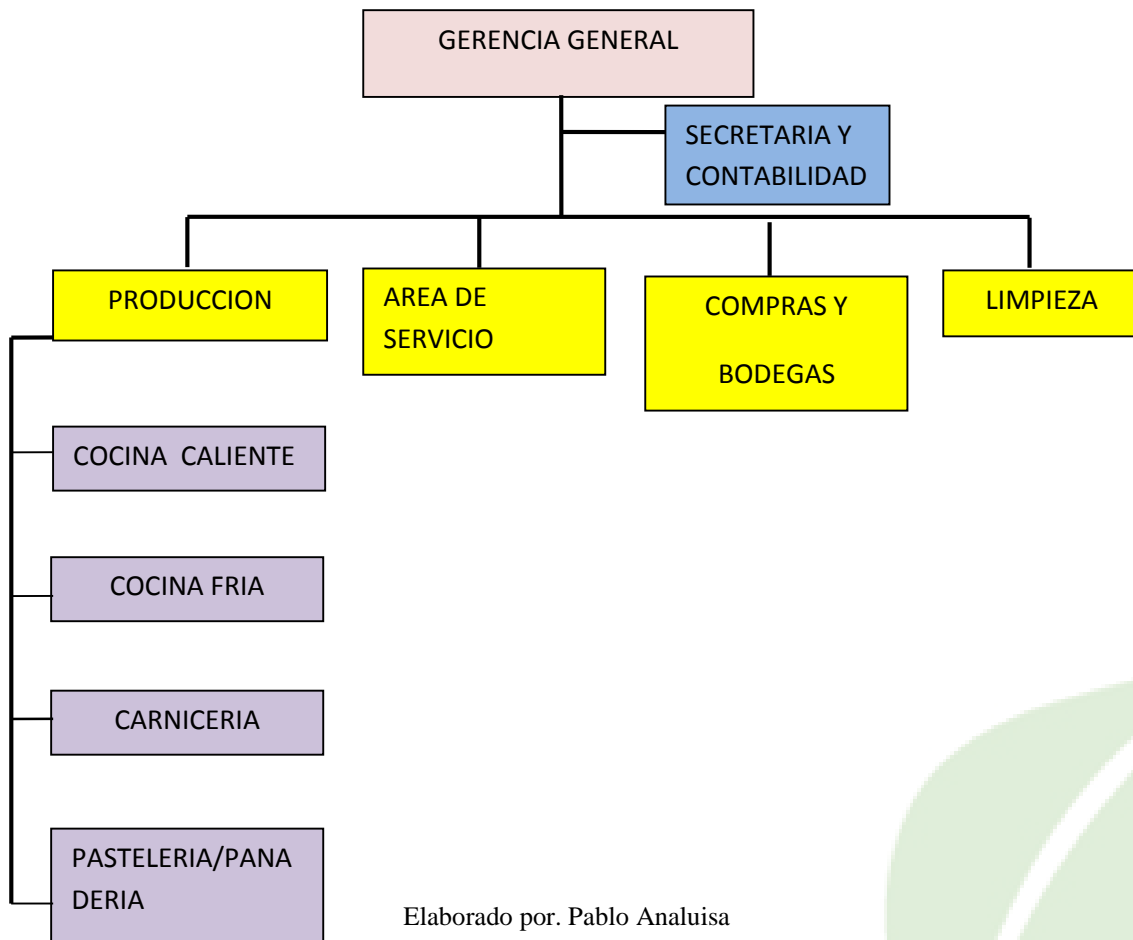 GERENCIA GENERAL
SECRETARIA Y
CONTABILIDAD
PRODUCCION
AREA DE
SERVICIO
COMPRAS Y
BODEGAS
LIMPIEZA
COCINA  CALIENTE
COCINA FRIA
CARNICERIA
PASTELERIA/PANA
DERIA
Elaborado por. Pablo Analuisa